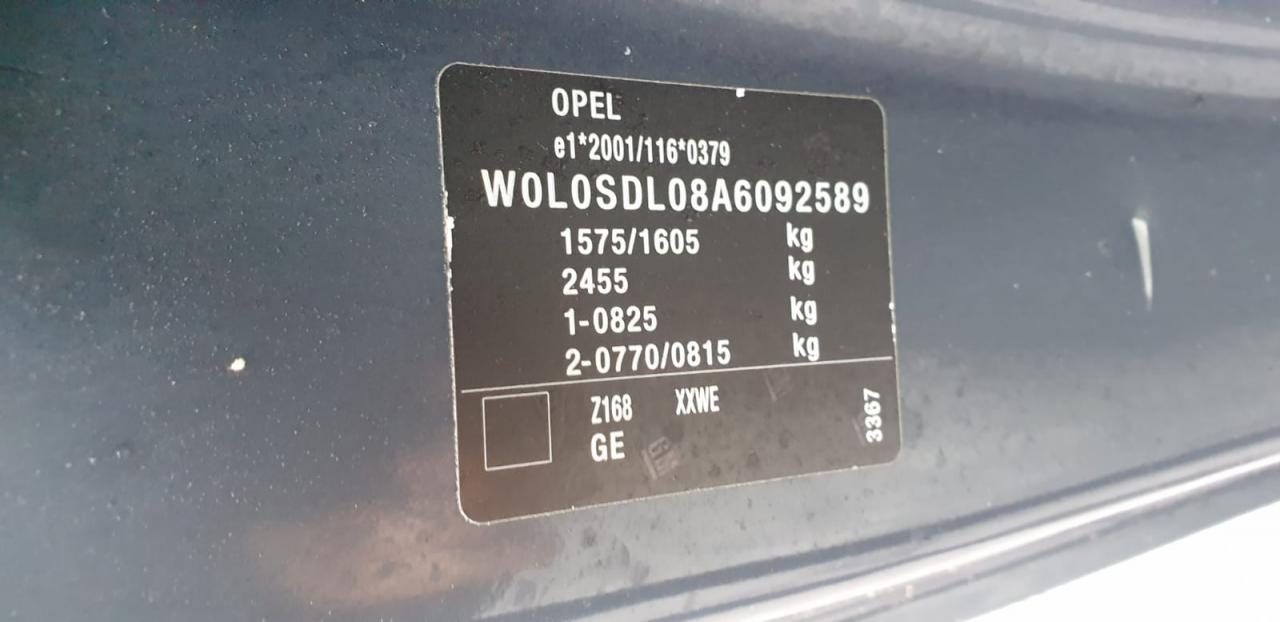 OPEL
e1*2001/116*0379
W0L0SDL08A6092589
1575/1605 kg
2455 kg
1-0825 kg
2-0770/0815 kg
Z168 XXWE
GE
3367